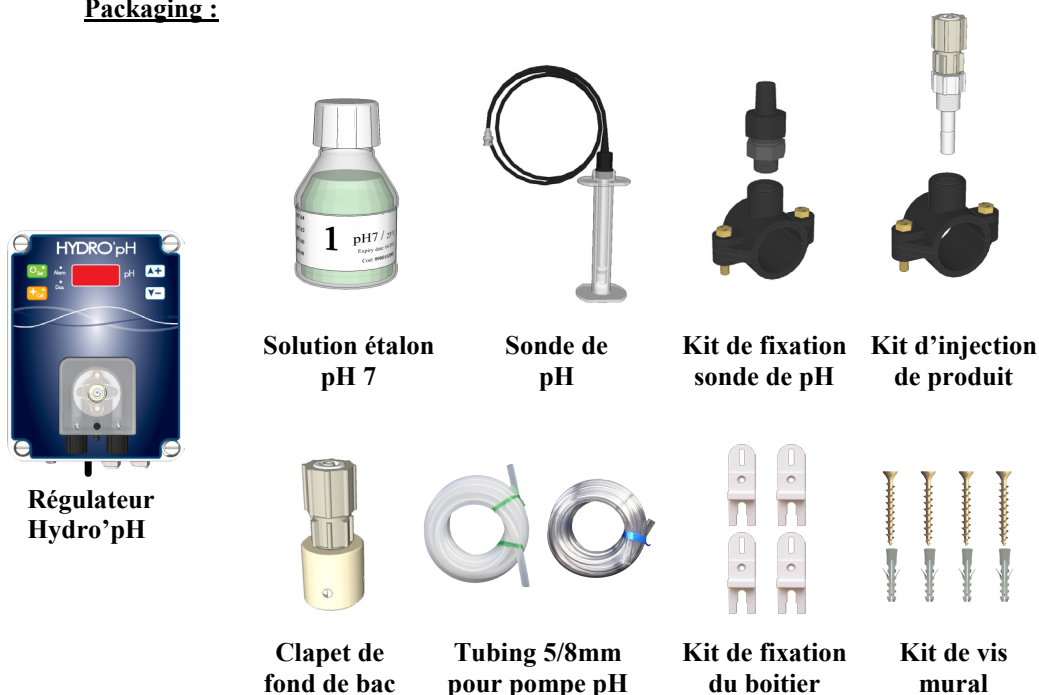 Packaging :
HYDRO'pH
Alarm
Dos
pH
1
pH7 / 25°
Expiry date
Cod.
Solution étalon
pH 7
Sonde de
pH
Kit de fixation
sonde de pH
Kit d’injection
de produit
Régulateur
Hydro’pH
Clapet de
fond de bac
Tubing 5/8mm
pour pompe pH
Kit de fixation
du boitier
Kit de vis
mural